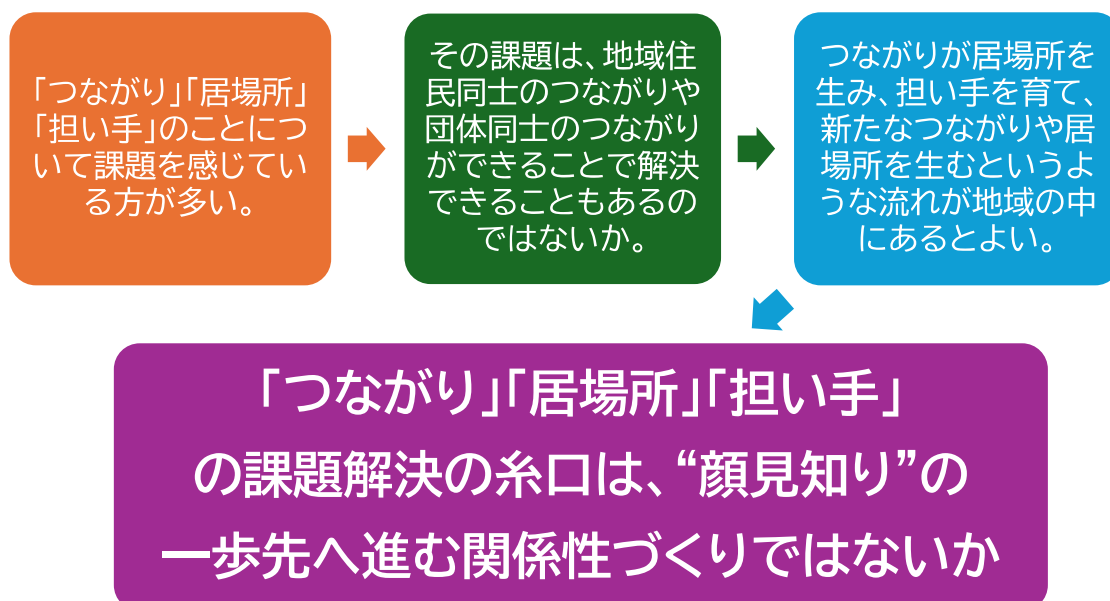 「つながり」「居場所」
「担い手」のことにつ
いて課題を感じてい
る方が多い。
その課題は、地域住
民同士のつながりや
団体同士のつながり
ができることで解決
できることもあるの
ではないか。
つながりが居場所を
生み、担い手を育て、
新たなつながりや居
場所を生むというよ
うな流れが地域の中
にあるとよい。
「つながり」「居場所」「担い手」
の課題解決の糸口は、“顔見知り”の
一歩先へ進む関係性づくりではないか